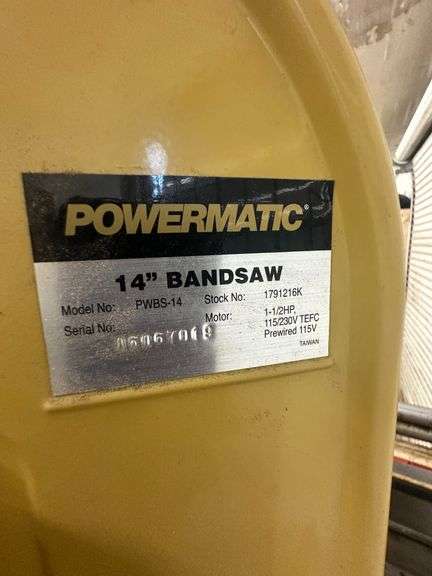 POWERMATIC®
14” BANDSAW
Model No: PWBS-14 Stock No: 1791216K
Serial No: Motor: 1-1/2HP
115/230V TEFC
Prewired 115V
TAIWAN